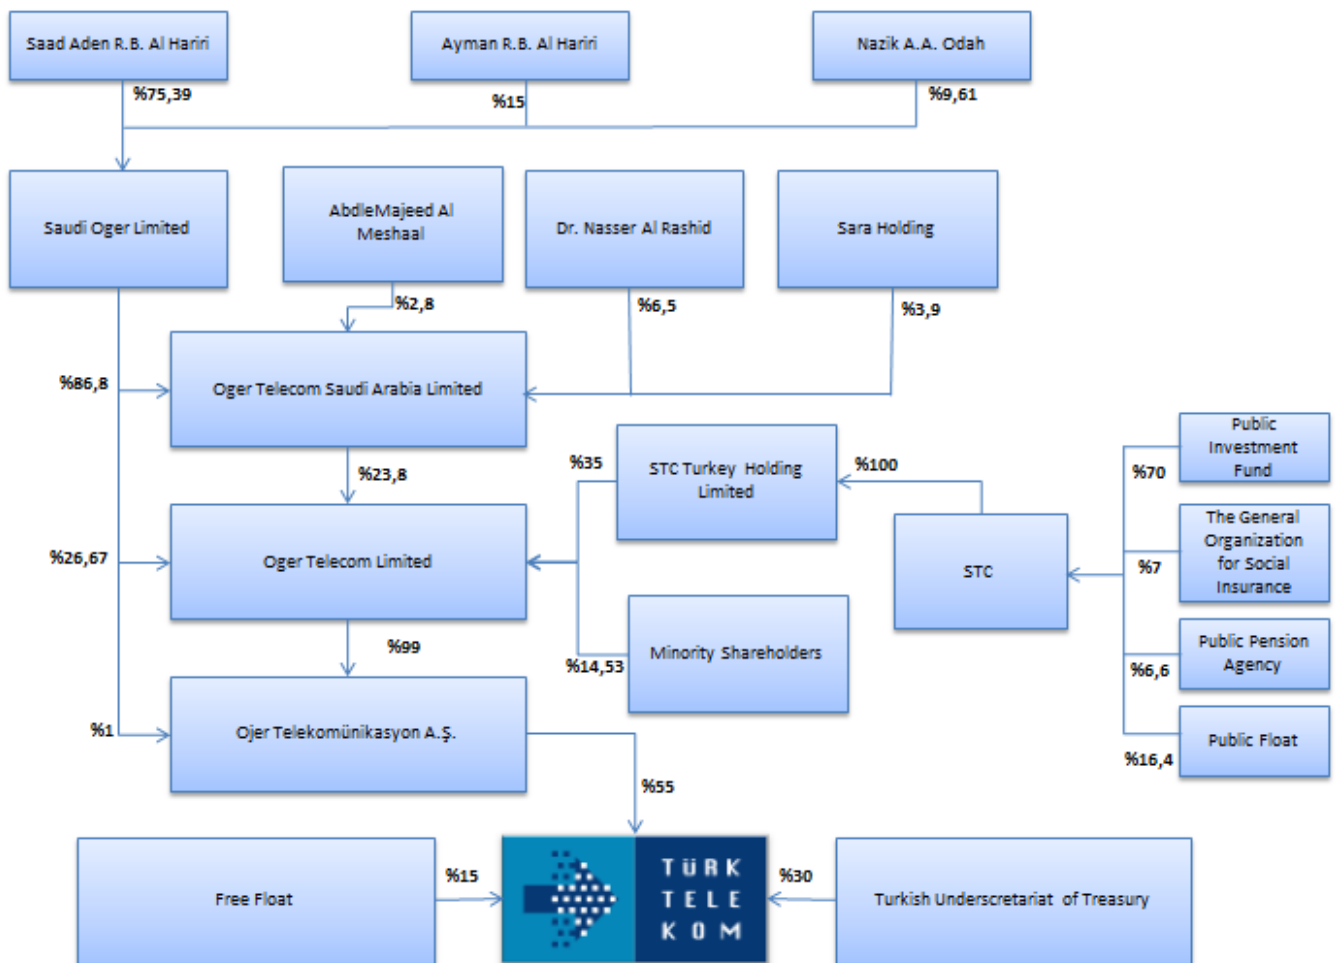 Saad Aden R.B. Al Hariri
Ayman R.B. Al Hariri
Nazik A.A. Odah
%75,39
%15
%9,61
Saudi Oger Limited
AbdleMajeed Al
Meshaal
Dr. Nasser Al Rashid
Sara Holding
%2,8
%6,5
%3,9
%86,8
Oger Telecom Saudi Arabia Limited
%23,8
%35
STC Turkey Holding
Limited
%100
Public
Investment
Fund
%70
%26,67
Oger Telecom Limited
STC
The General
Organization
for Social
Insurance
%7
%99
%14,53
Minority Shareholders
Public Pension
Agency
%6,6
%1
Ojer Telekomünikasyon A.Ş.
Public Float
%16,4
%55
Free Float
%15
TÜRK
TELE
KOM
%30
Turkish Underscretariat of Treasury